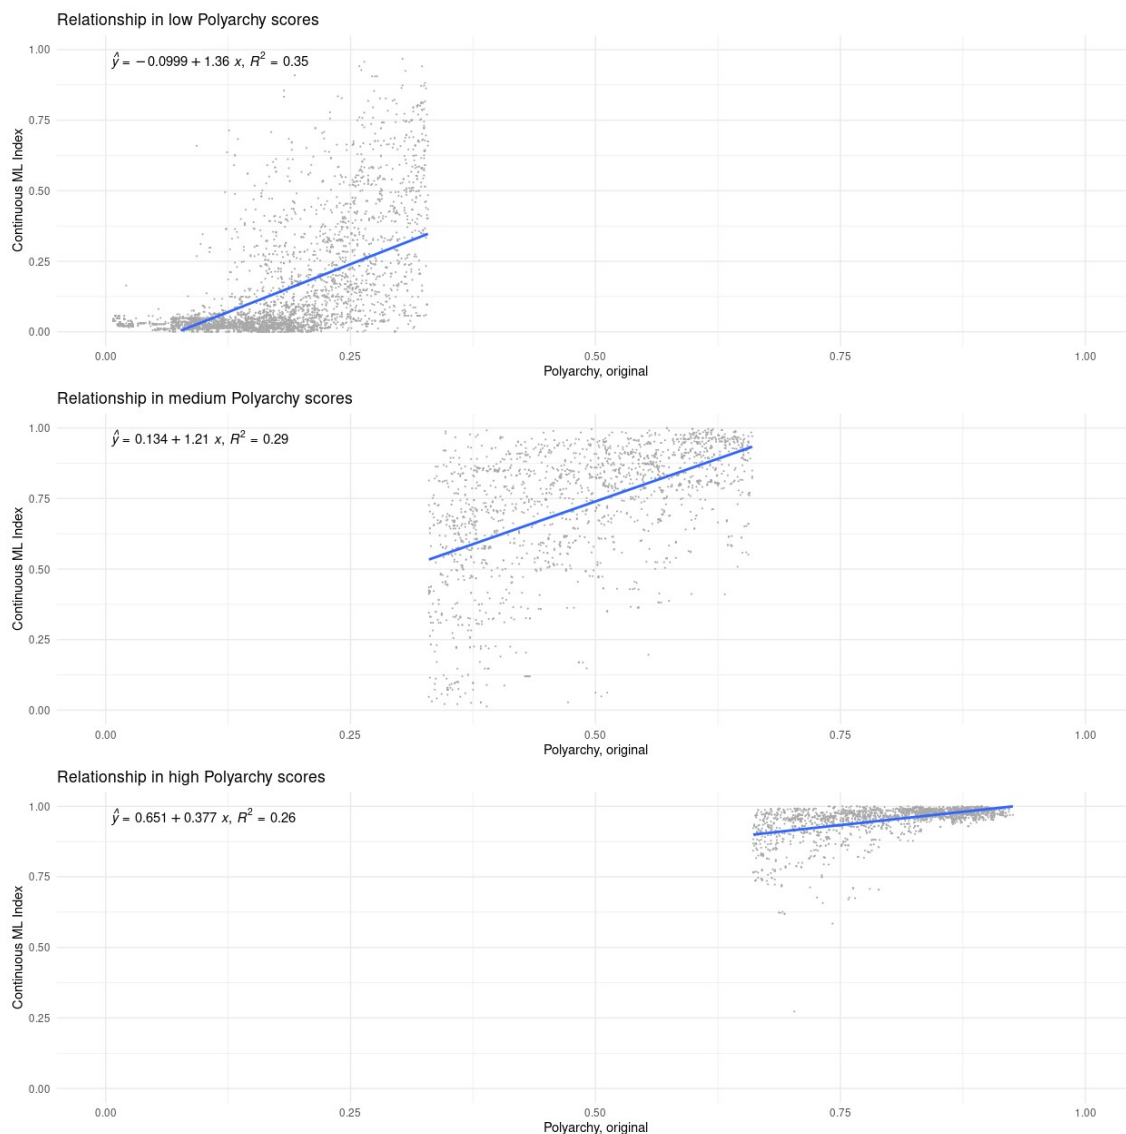 Relationship in low Polyarchy scores
ŷ = −0.0999 + 1.36 x, R² = 0.35
1.00
0.75
0.50
0.25
0.00
Continuous ML Index
0.00 0.25 0.50 0.75 1.00
Polyarchy, original
Relationship in medium Polyarchy scores
ŷ = 0.134 + 1.21 x, R² = 0.29
1.00
0.75
0.50
0.25
0.00
Continuous ML Index
0.00 0.25 0.50 0.75 1.00
Polyarchy, original
Relationship in high Polyarchy scores
ŷ = 0.651 + 0.377 x, R² = 0.26
1.00
0.75
0.50
0.25
0.00
Continuous ML Index
0.00 0.25 0.50 0.75 1.00
Polyarchy, original